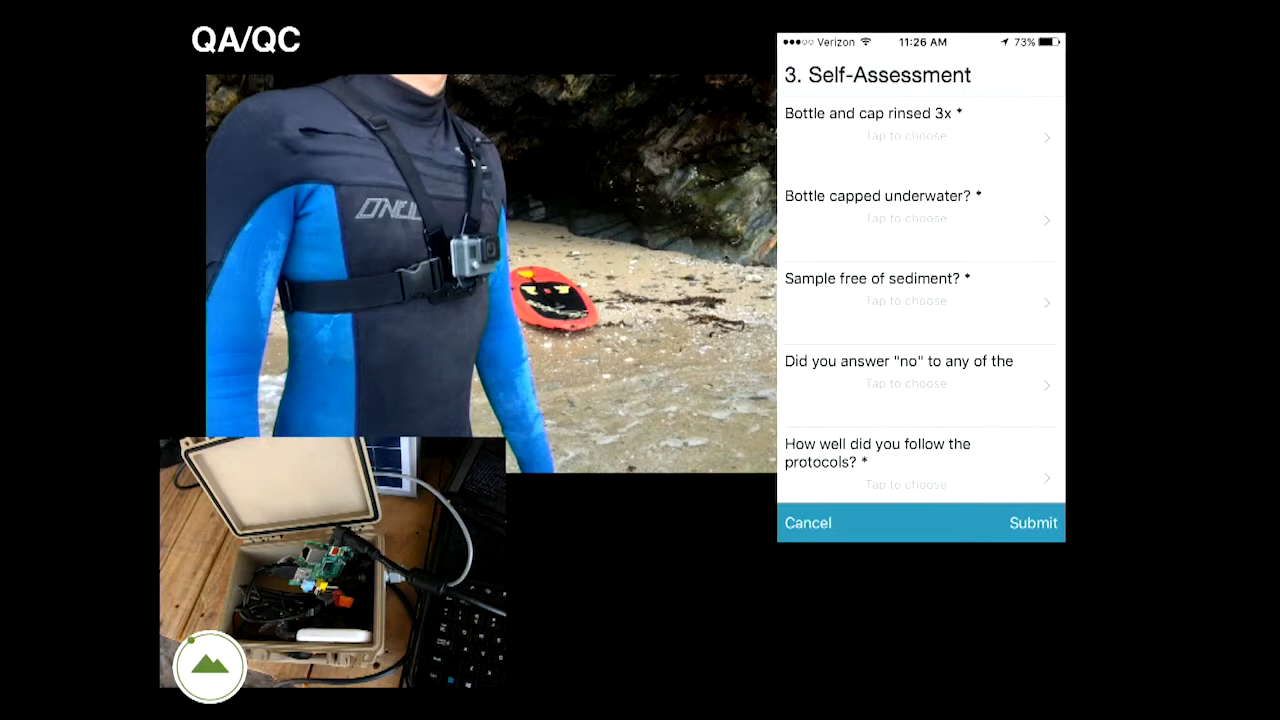 QA/QC
Verizon 11:26 AM 73%
3. Self-Assessment
Bottle and cap rinsed 3x *
Tap to choose
Bottle capped underwater? *
Tap to choose
Sample free of sediment? *
Tap to choose
Did you answer "no" to any of the
Tap to choose
How well did you follow the
protocols? *
Tap to choose
Cancel Submit